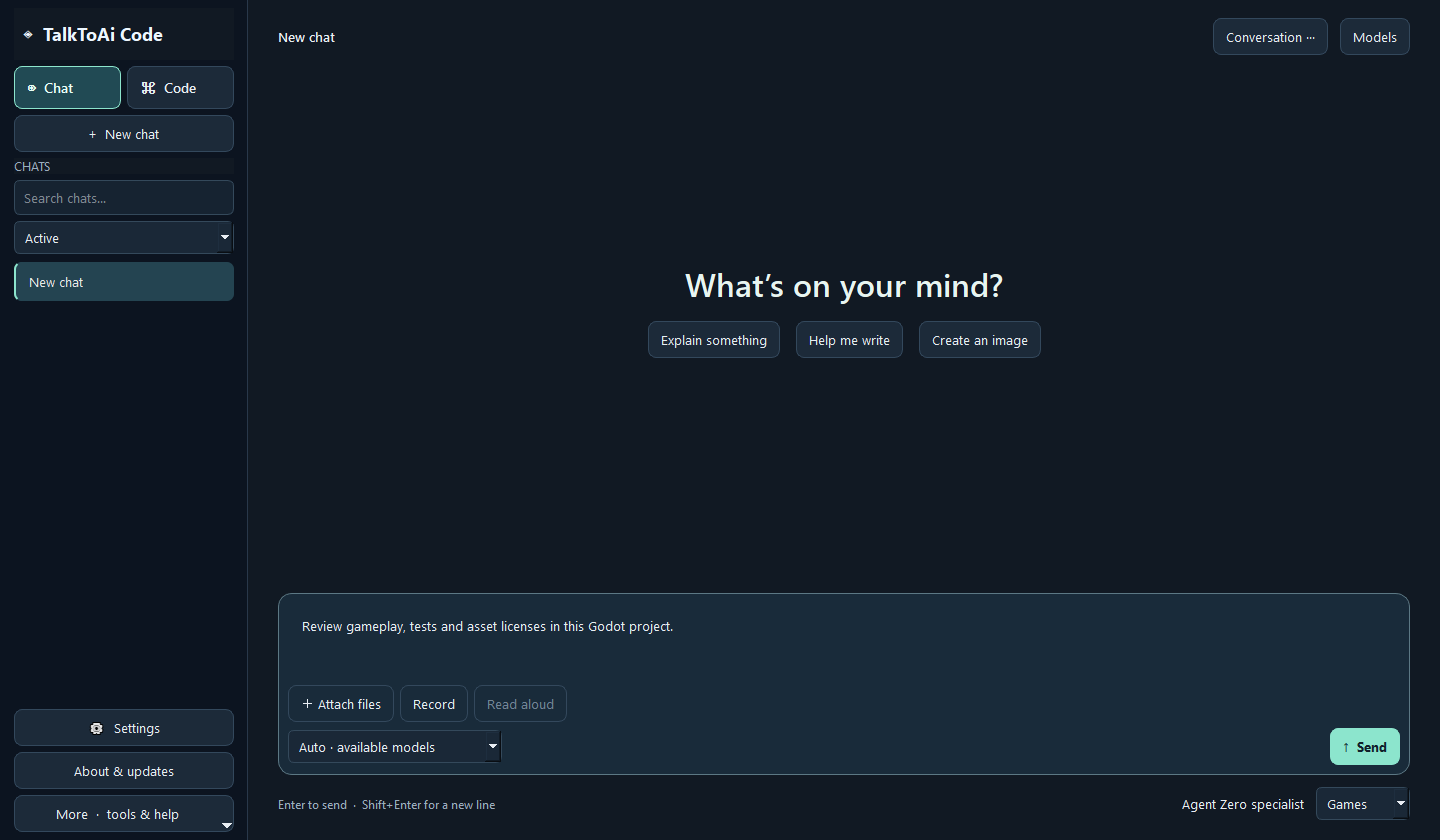 TalkToAi Code
Chat
Code
+ New chat
CHATS
Search chats...
Active
New chat
Settings
About & updates
More · tools & help
New chat
Conversation ···
Models
What's on your mind?
Explain something
Help me write
Create an image
Review gameplay, tests and asset licenses in this Godot project.
+ Attach files
Record
Read aloud
Auto · available models
↑ Send
Enter to send · Shift+Enter for a new line
Agent Zero specialist
Games